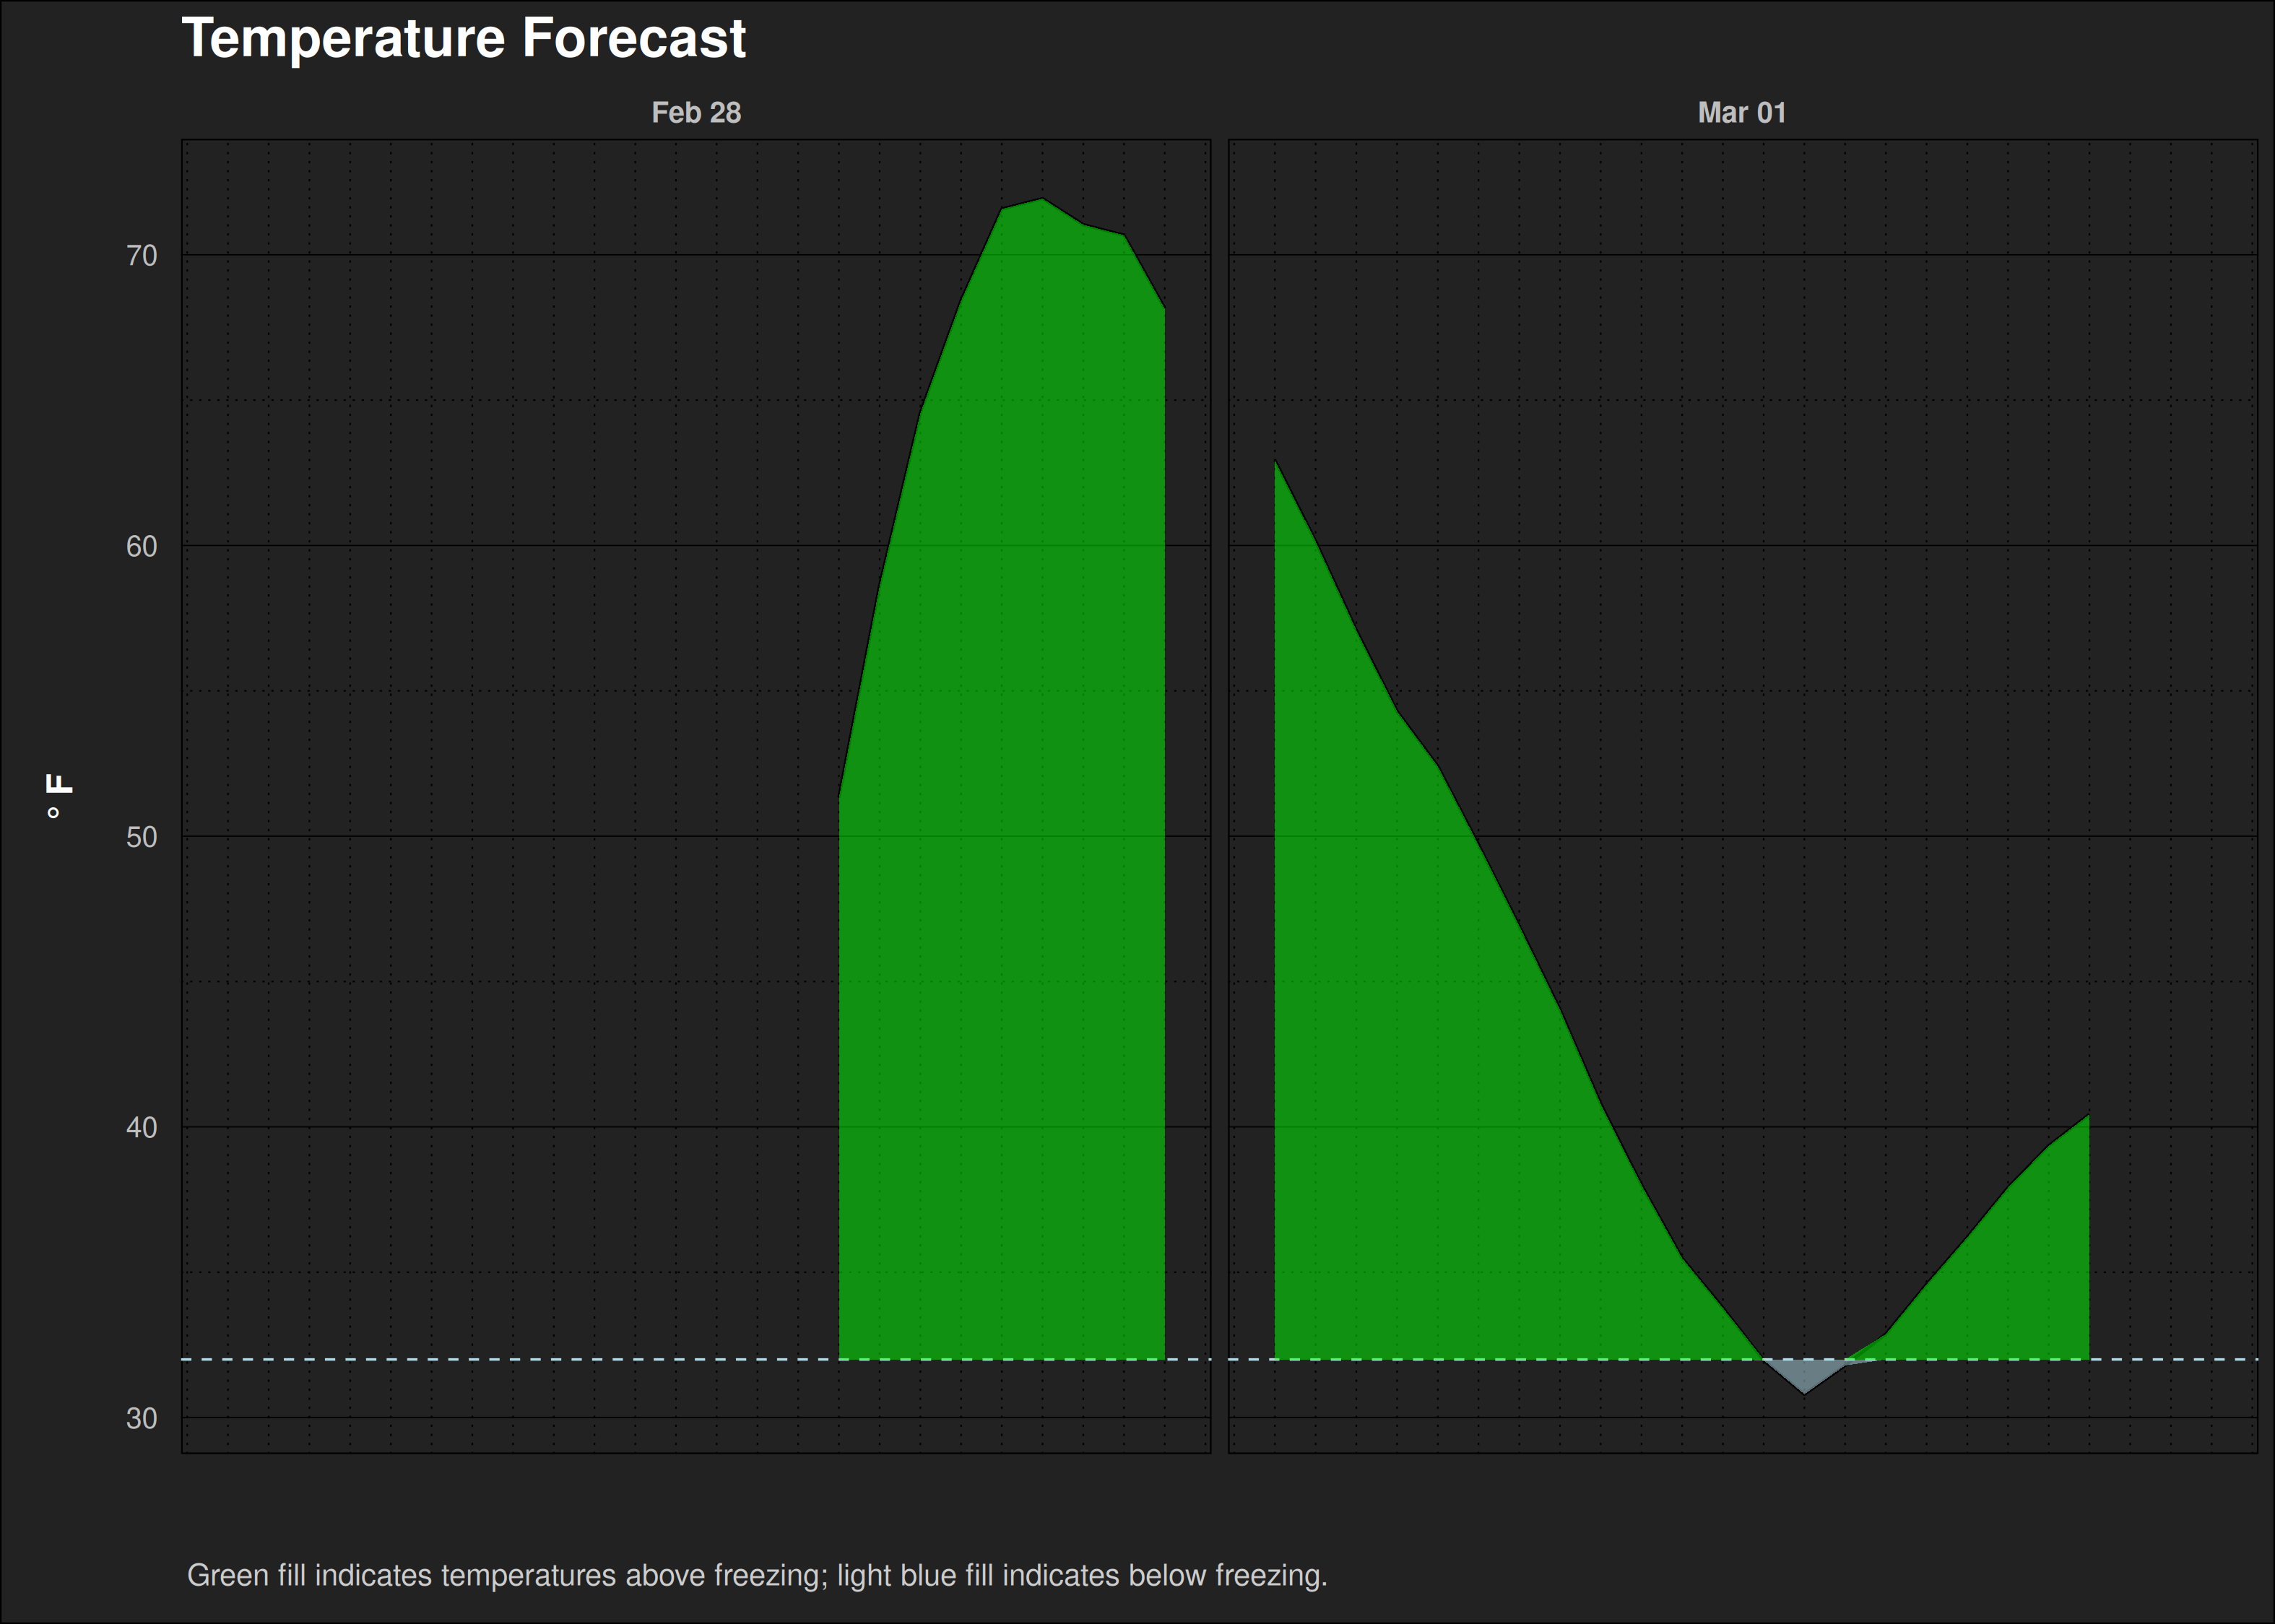 Temperature Forecast
Feb 28
Mar 01
70
60
50
40
30
° F
Green fill indicates temperatures above freezing; light blue fill indicates below freezing.